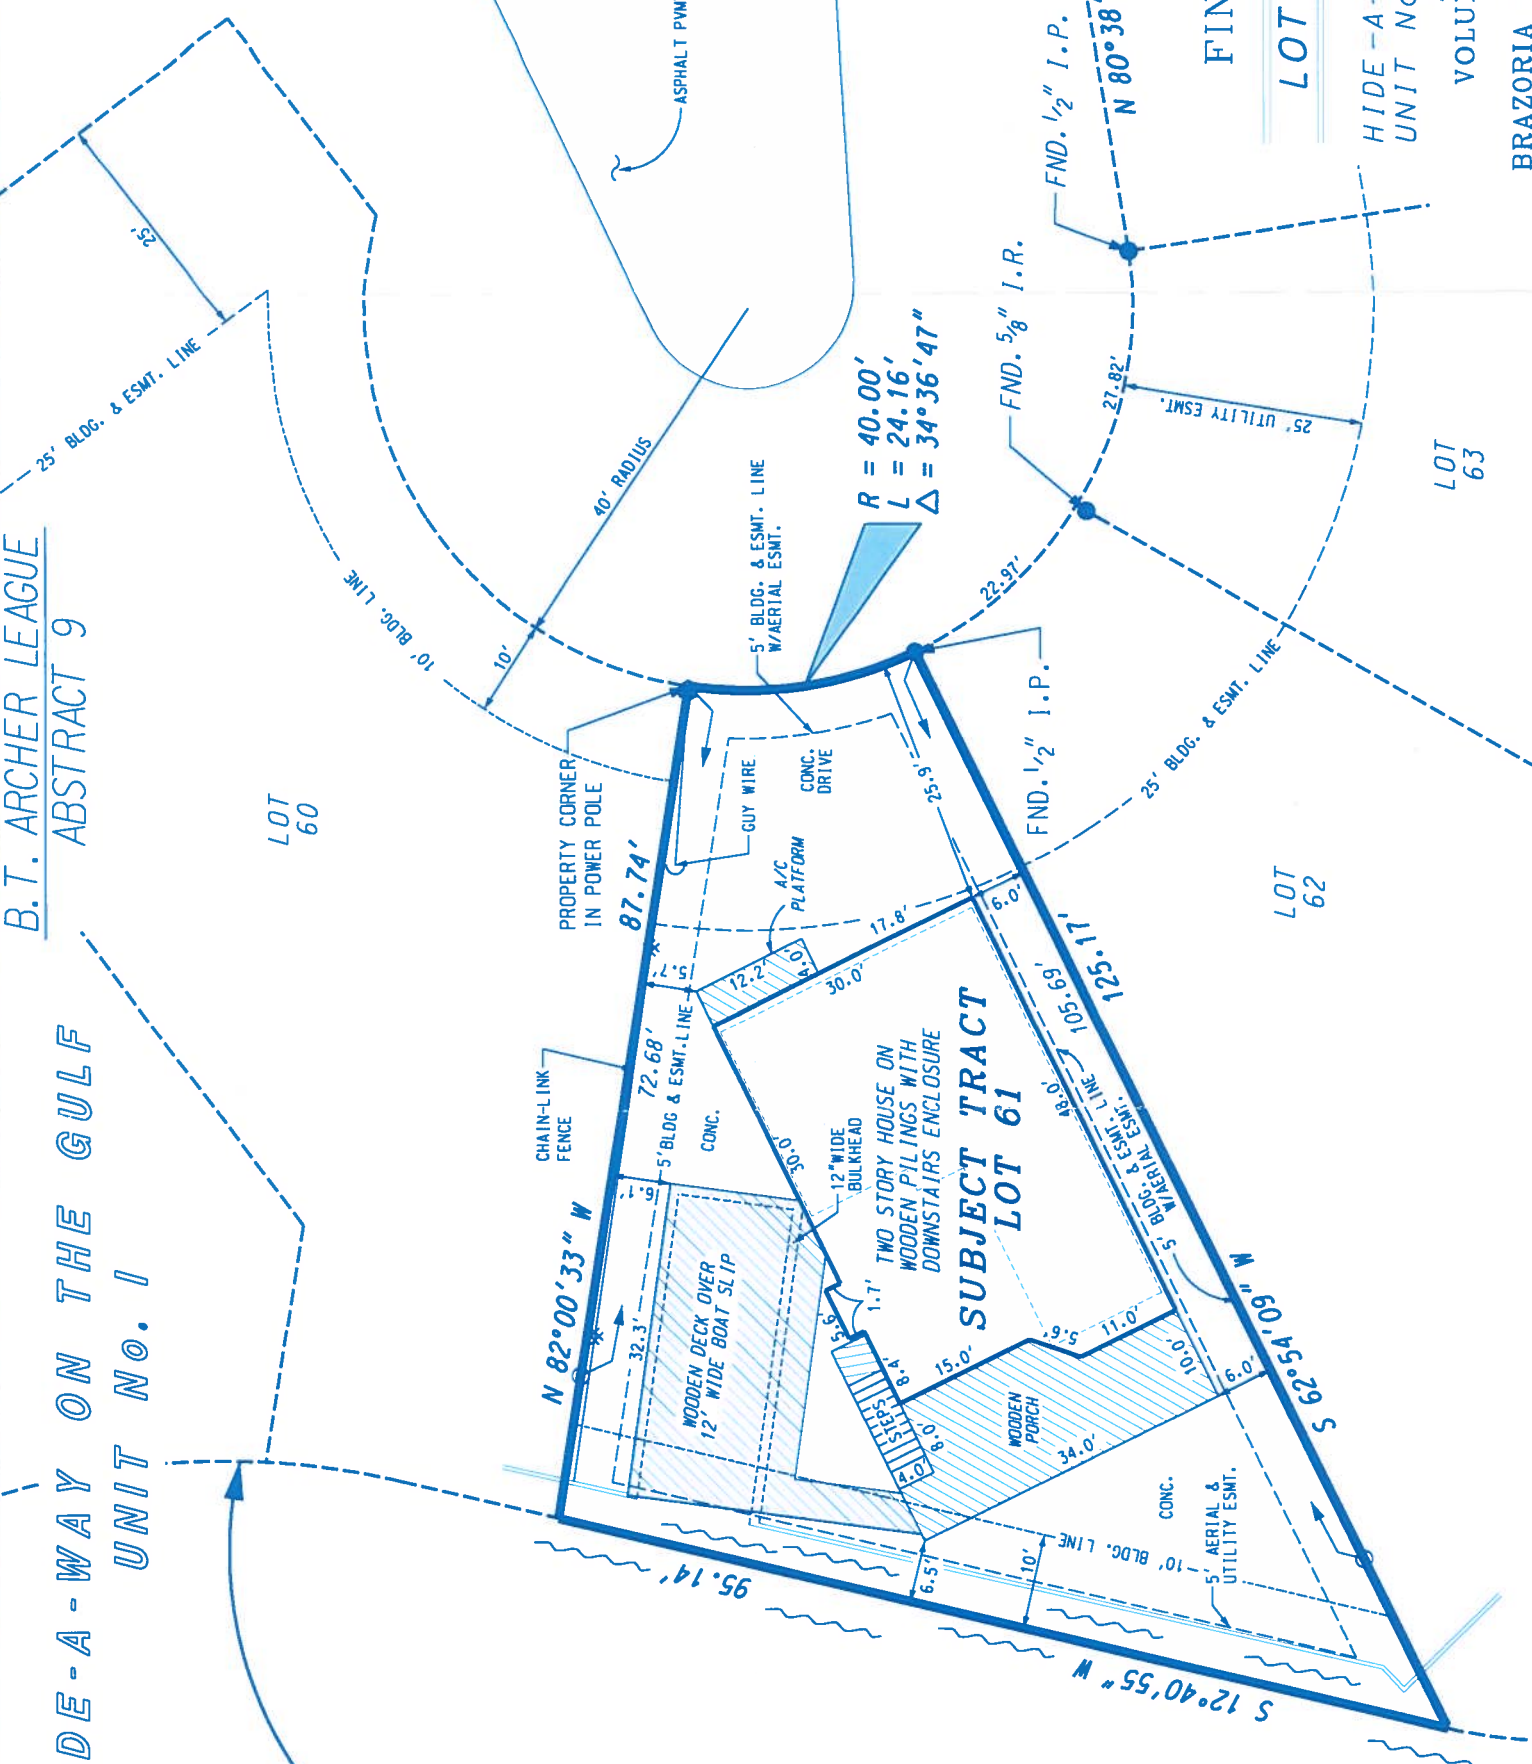 B.T. ARCHER LEAGUE
ABSTRACT 9
DE-A-WAY ON THE GULF
UNIT No. 1
LOT
60
25'
25' BLDG. & ESMT. LINE
10' BLDG. LINE
10'
40' RADIUS
ASPHALT PVM
5' BLDG. & ESMT. LINE
W/AERIAL ESMT.
R = 40.00'
L = 24.16'
Δ = 34°36'47"
FND. 1/2" I.P.
N 80°38'
FND. 5/8" I.R.
27.82'
25' UTILITY ESMT.
22.97'
LOT
63
FIN
LOT
HIDE-A-
UNIT No
VOLU
BRAZORIA
PROPERTY CORNER
IN POWER POLE
87.74'
GUY WIRE
CONC.
DRIVE
A/C
PLATFORM
25.9'
FND. 1/2" I.P.
25' BLDG. & ESMT. LINE
LOT
62
CHAIN-LINK
FENCE
72.68'
5.7'
5' BLDG & ESMT. LINE
CONC.
12.2'
4.0'
17.8'
30.0'
6.0'
N 82°00'33" W
6.1'
32.3'
WOODEN DECK OVER
12' WIDE BOAT SLIP
30.0'
12" WIDE
BULKHEAD
TWO STORY HOUSE ON
WOODEN PILINGS WITH
DOWNSTAIRS ENCLOSURE
SUBJECT TRACT
LOT 61
48.0'
105.69'
125.17'
5' BLDG. & ESMT. LINE
W/AERIAL ESMT.
1.7'
5.6'
8.4'
15.0'
5.6'
11.0'
10.0'
6.0'
STEPS
8.0'
4.0'
WOODEN
PORCH
34.0'
S 62°54'09" W
CONC.
5' AERIAL &
UTILITY ESMT.
10' BLDG. LINE
10'
6.5'
95.14'
S 12°40'55" W